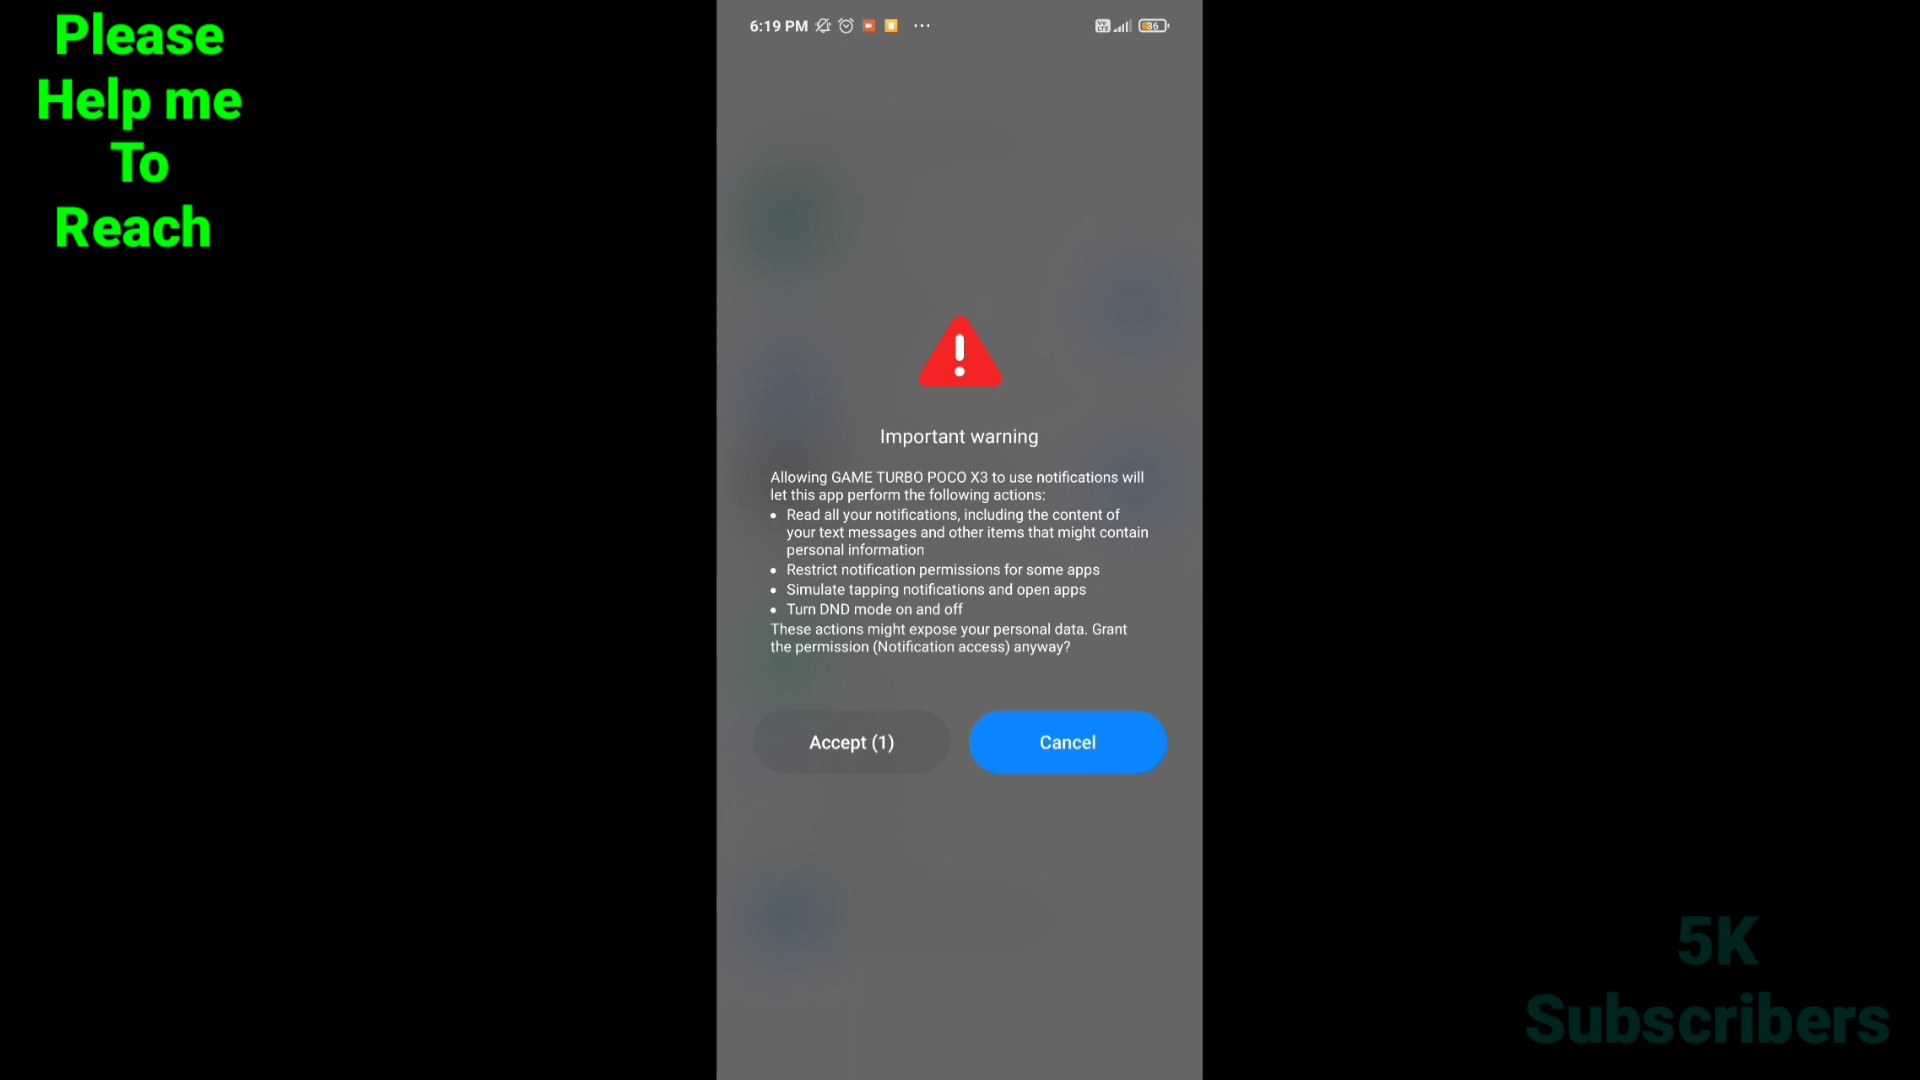 Please
Help me
To
Reach
6:19 PM
36
Important warning
Allowing GAME TURBO POCO X3 to use notifications will
let this app perform the following actions:
• Read all your notifications, including the content of
your text messages and other items that might contain
personal information
• Restrict notification permissions for some apps
• Simulate tapping notifications and open apps
• Turn DND mode on and off
These actions might expose your personal data. Grant
the permission (Notification access) anyway?
Accept (1)
Cancel
5K
Subscribers